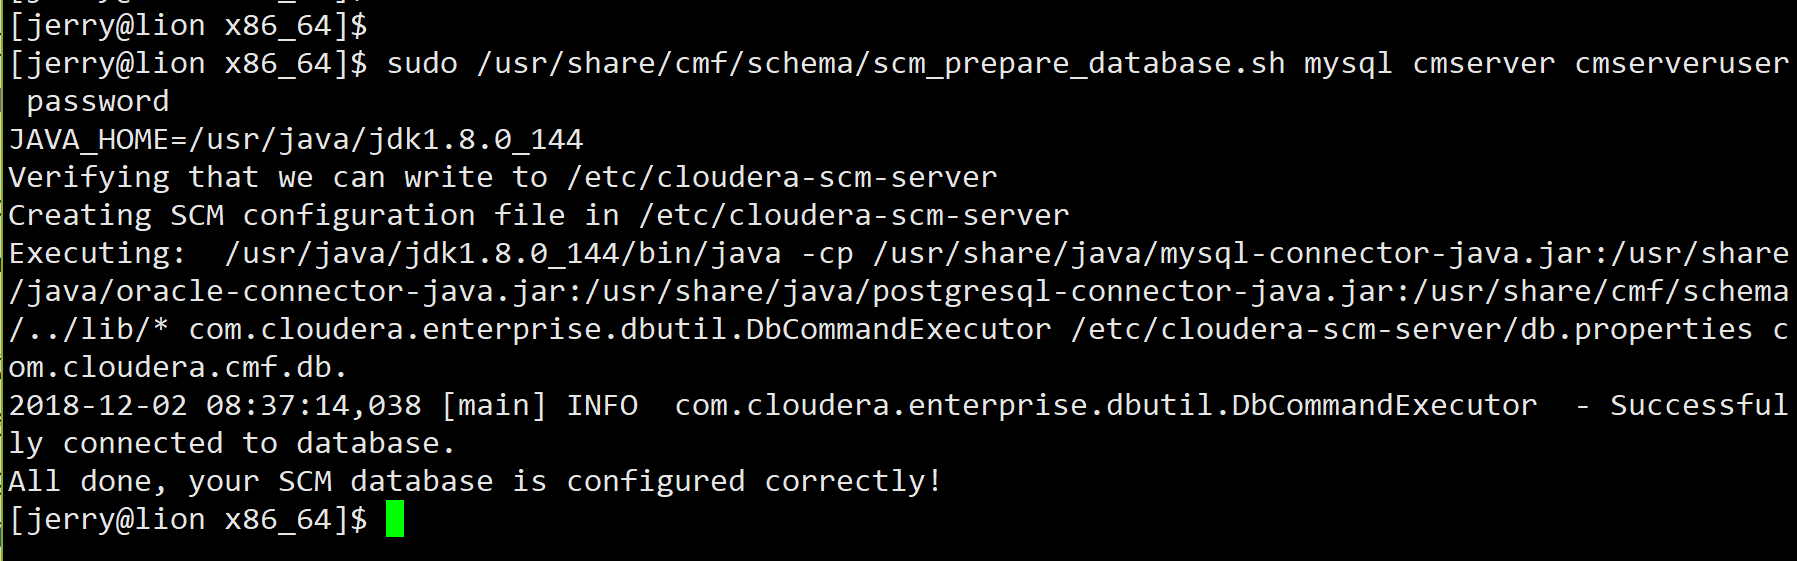 [jerry@lion x86_64]$
[jerry@lion x86_64]$
[jerry@lion x86_64]$ sudo /usr/share/cmf/schema/scm_prepare_database.sh mysql cmserver cmserveruser
 password
JAVA_HOME=/usr/java/jdk1.8.0_144
Verifying that we can write to /etc/cloudera-scm-server
Creating SCM configuration file in /etc/cloudera-scm-server
Executing:  /usr/java/jdk1.8.0_144/bin/java -cp /usr/share/java/mysql-connector-java.jar:/usr/share
/java/oracle-connector-java.jar:/usr/share/java/postgresql-connector-java.jar:/usr/share/cmf/schema
/../lib/* com.cloudera.enterprise.dbutil.DbCommandExecutor /etc/cloudera-scm-server/db.properties c
om.cloudera.cmf.db.
2018-12-02 08:37:14,038 [main] INFO  com.cloudera.enterprise.dbutil.DbCommandExecutor  - Successful
ly connected to database.
All done, your SCM database is configured correctly!
[jerry@lion x86_64]$